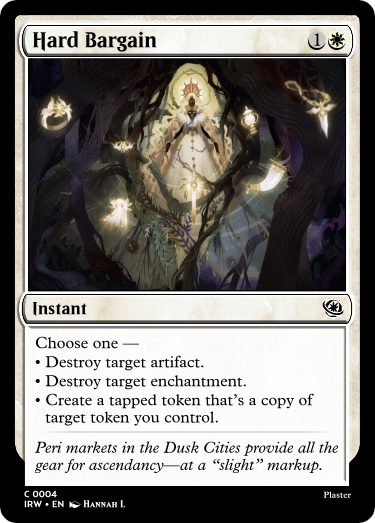 Hard Bargain 1
Instant
Choose one —
• Destroy target artifact.
• Destroy target enchantment.
• Create a tapped token that's a copy of
target token you control.
Peri markets in the Dusk Cities provide all the
gear for ascendancy—at a “slight” markup.
C 0004
IRW • EN Hannah L
Plaster